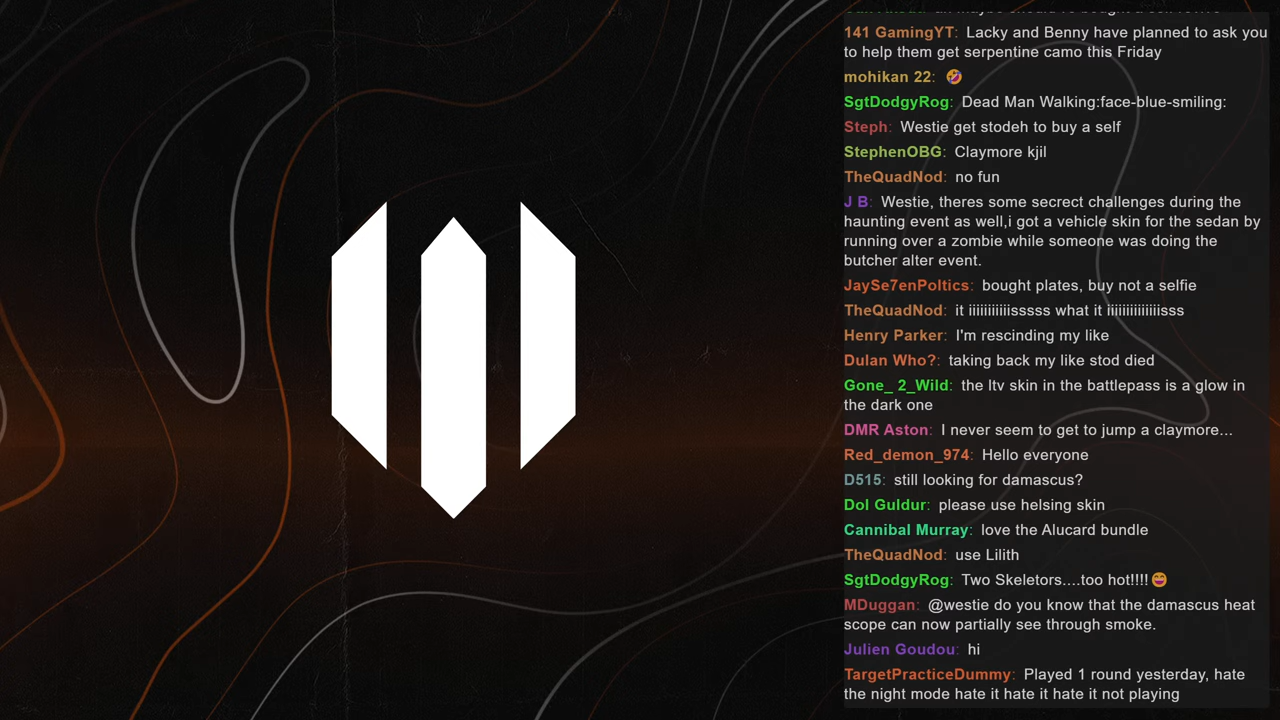 141 GamingYT: Lacky and Benny have planned to ask you
to help them get serpentine camo this Friday
mohikan 22: 🤣
SgtDodgyRog: Dead Man Walking:face-blue-smiling:
Steph: Westie get stodeh to buy a self
StephenOBG: Claymore kjil
TheQuadNod: no fun
J B: Westie, theres some secrect challenges during the
haunting event as well,i got a vehicle skin for the sedan by
running over a zombie while someone was doing the
butcher alter event.
JaySe7enPoltics: bought plates, buy not a selfie
TheQuadNod: it iiiiiiiiiiisssss what it iiiiiiiiiiiiiisss
Henry Parker: I'm rescinding my like
Dulan Who?: taking back my like stod died
Gone_ 2_Wild: the ltv skin in the battlepass is a glow in
the dark one
DMR Aston: I never seem to get to jump a claymore...
Red_demon_974: Hello everyone
D515: still looking for damascus?
Dol Guldur: please use helsing skin
Cannibal Murray: love the Alucard bundle
TheQuadNod: use Lilith
SgtDodgyRog: Two Skeletors....too hot!!!!😄
MDuggan: @westie do you know that the damascus heat
scope can now partially see through smoke.
Julien Goudou: hi
TargetPracticeDummy: Played 1 round yesterday, hate
the night mode hate it hate it hate it not playing